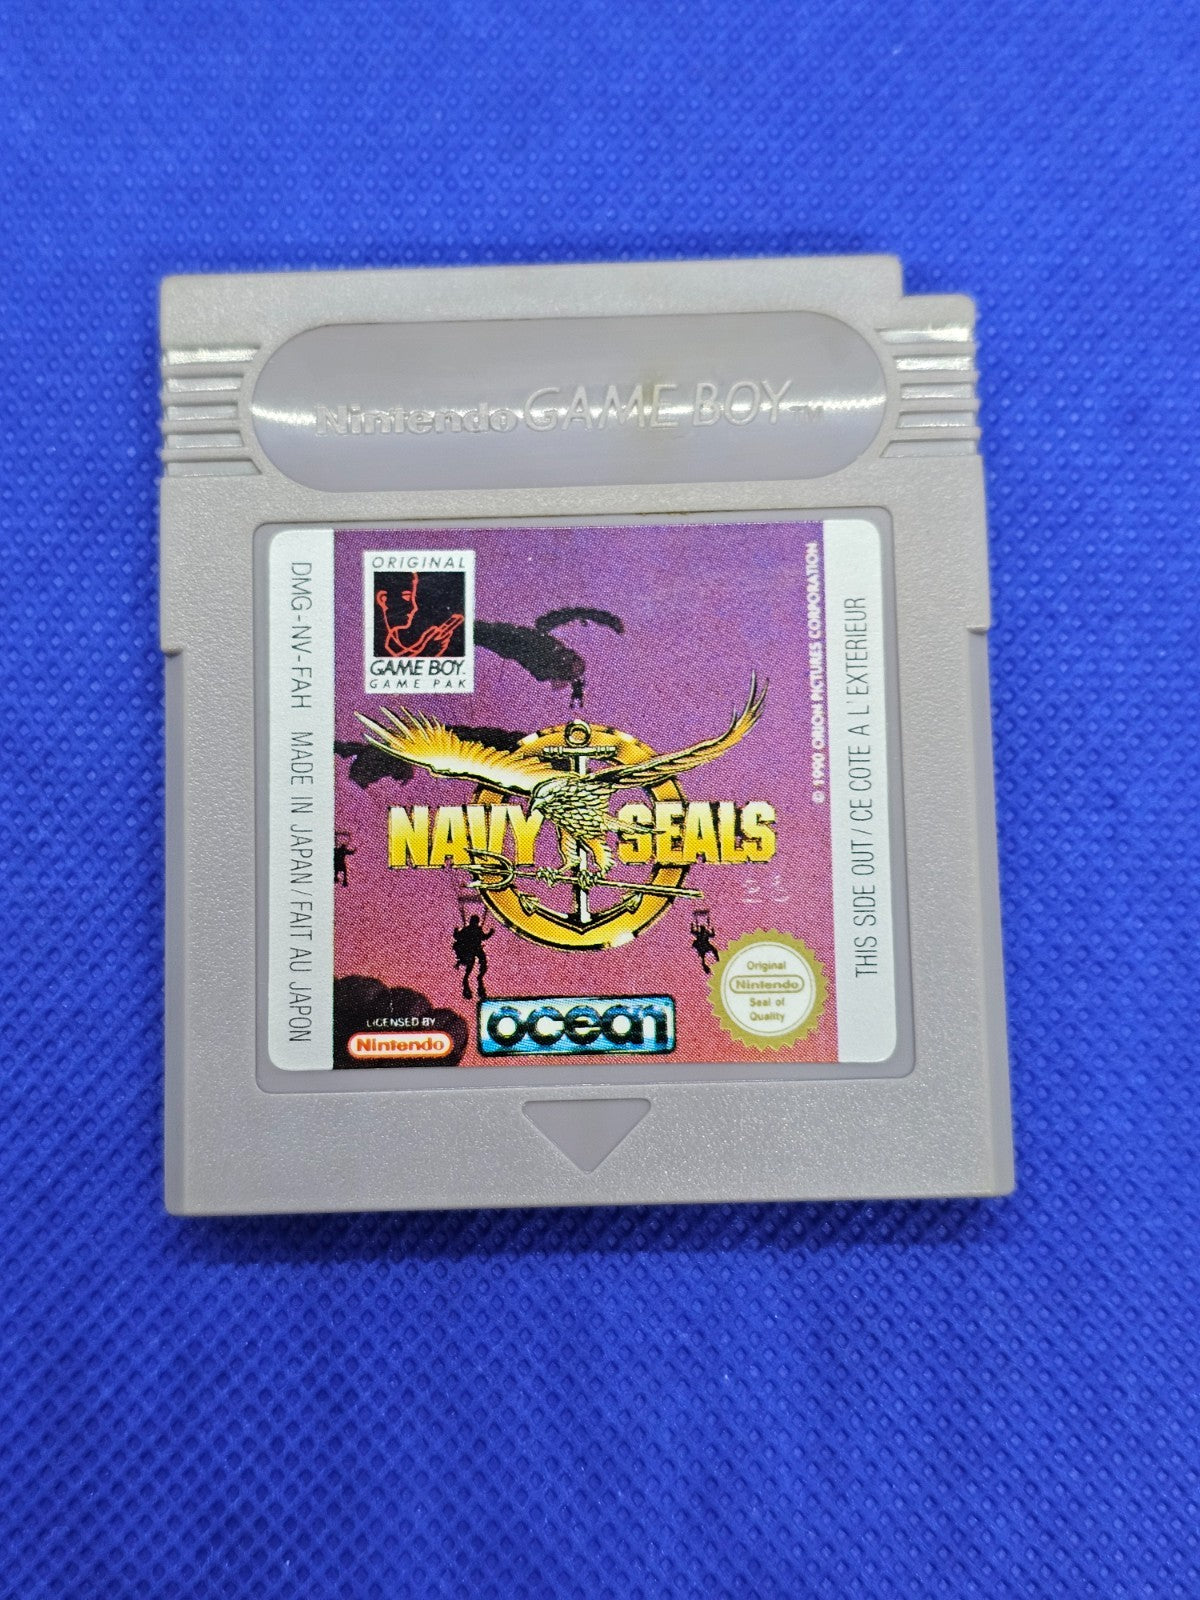 Nintendo GAME BOY TM
ORIGINAL
GAME BOY
GAME PAK
DMG-NV-FAH MADE IN JAPAN/FAIT AU JAPON
NAVY SEALS
© 1990 ORION PICTURES CORPORATION
THIS SIDE OUT/CE COTE A L'EXTERIEUR
LICENSED BY
Nintendo
ocean
Original
Nintendo
Seal of
Quality